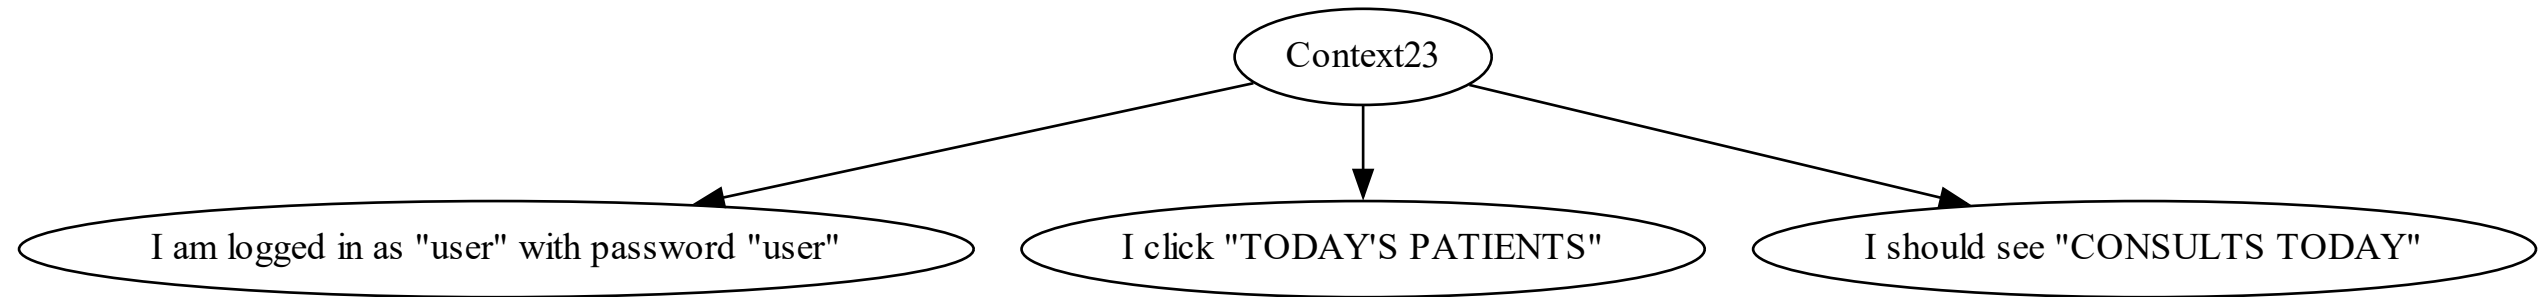 Context23
I am logged in as "user" with password "user"
I click "TODAY'S PATIENTS"
I should see "CONSULTS TODAY"